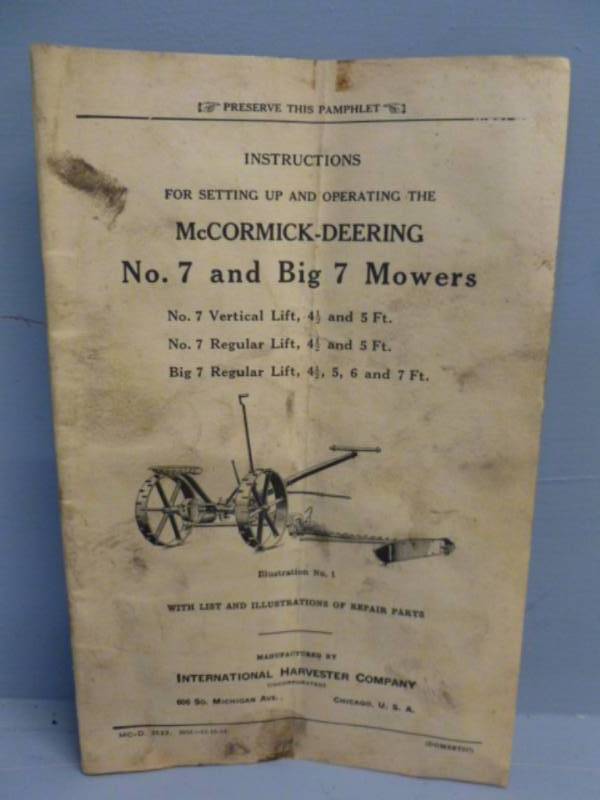 PRESERVE THIS PAMPHLET
INSTRUCTIONS
FOR SETTING UP AND OPERATING THE
McCORMICK-DEERING
No. 7 and Big 7 Mowers
No. 7 Vertical Lift, 4½ and 5 Ft.
No. 7 Regular Lift, 4½ and 5 Ft.
Big 7 Regular Lift, 4½, 5, 6 and 7 Ft.
Illustration No. 1
WITH LIST AND ILLUSTRATIONS OF REPAIR PARTS
MANUFACTURED BY
INTERNATIONAL HARVESTER COMPANY
(INCORPORATED)
606 So. Michigan Ave., Chicago, U. S. A.
MC-D
(DOMESTIC)